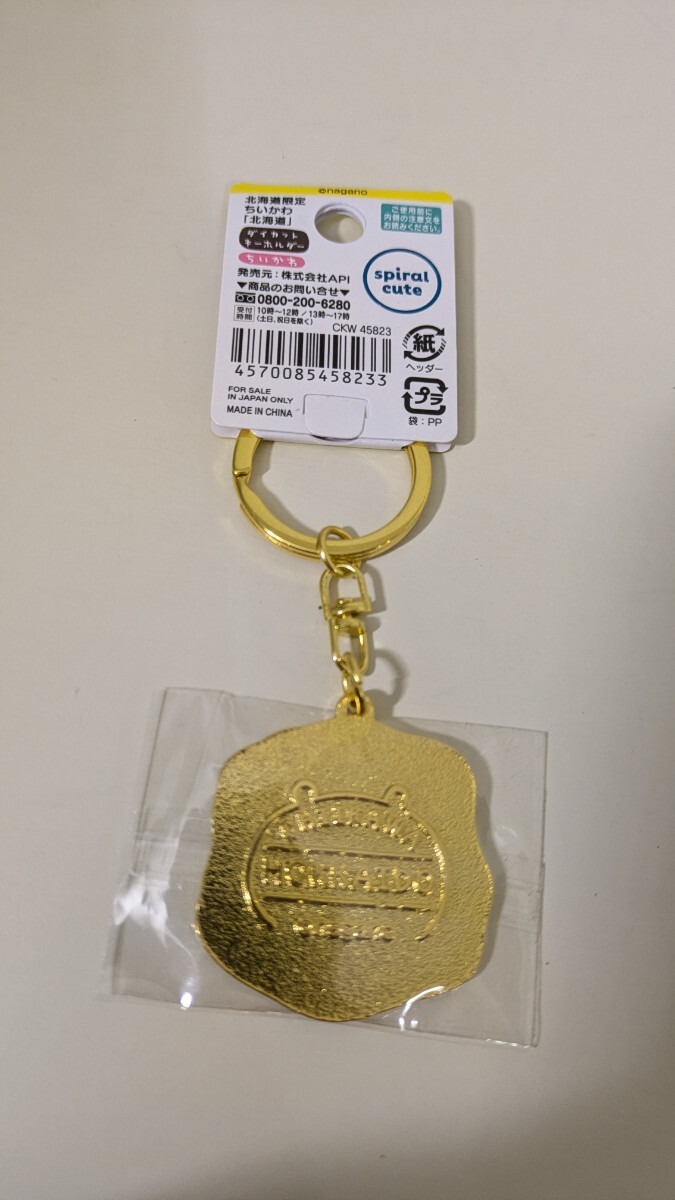 ©nagano
北海道限定
ちいかわ
「北海道」
ダイカット
キーホルダー
ちいかわ
発売元:株式会社API
▼商品のお問い合せ▼
0800-200-6280
受付時間 10時～12時/13時～17時
(土日、祝日を除く)
CKW 45823
4570085458233
FOR SALE
IN JAPAN ONLY
MADE IN CHINA
ご使用前に
内側の注意文を
お読みください。
spiral
cute
紙
ヘッダー
プラ
袋:PP
CHIIKAWA
HOKKAIDO